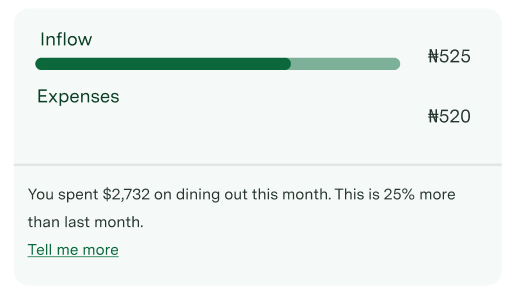 Inflow
₦525
Expenses
₦520
You spent $2,732 on dining out this month. This is 25% more
than last month.
Tell me more